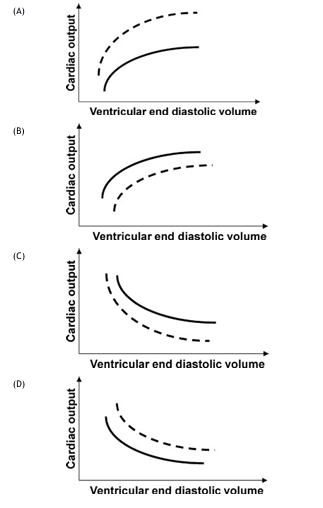 (A)
Cardiac output
Ventricular end diastolic volume
(B)
Cardiac output
Ventricular end diastolic volume
(C)
Cardiac output
Ventricular end diastolic volume
(D)
Cardiac output
Ventricular end diastolic volume